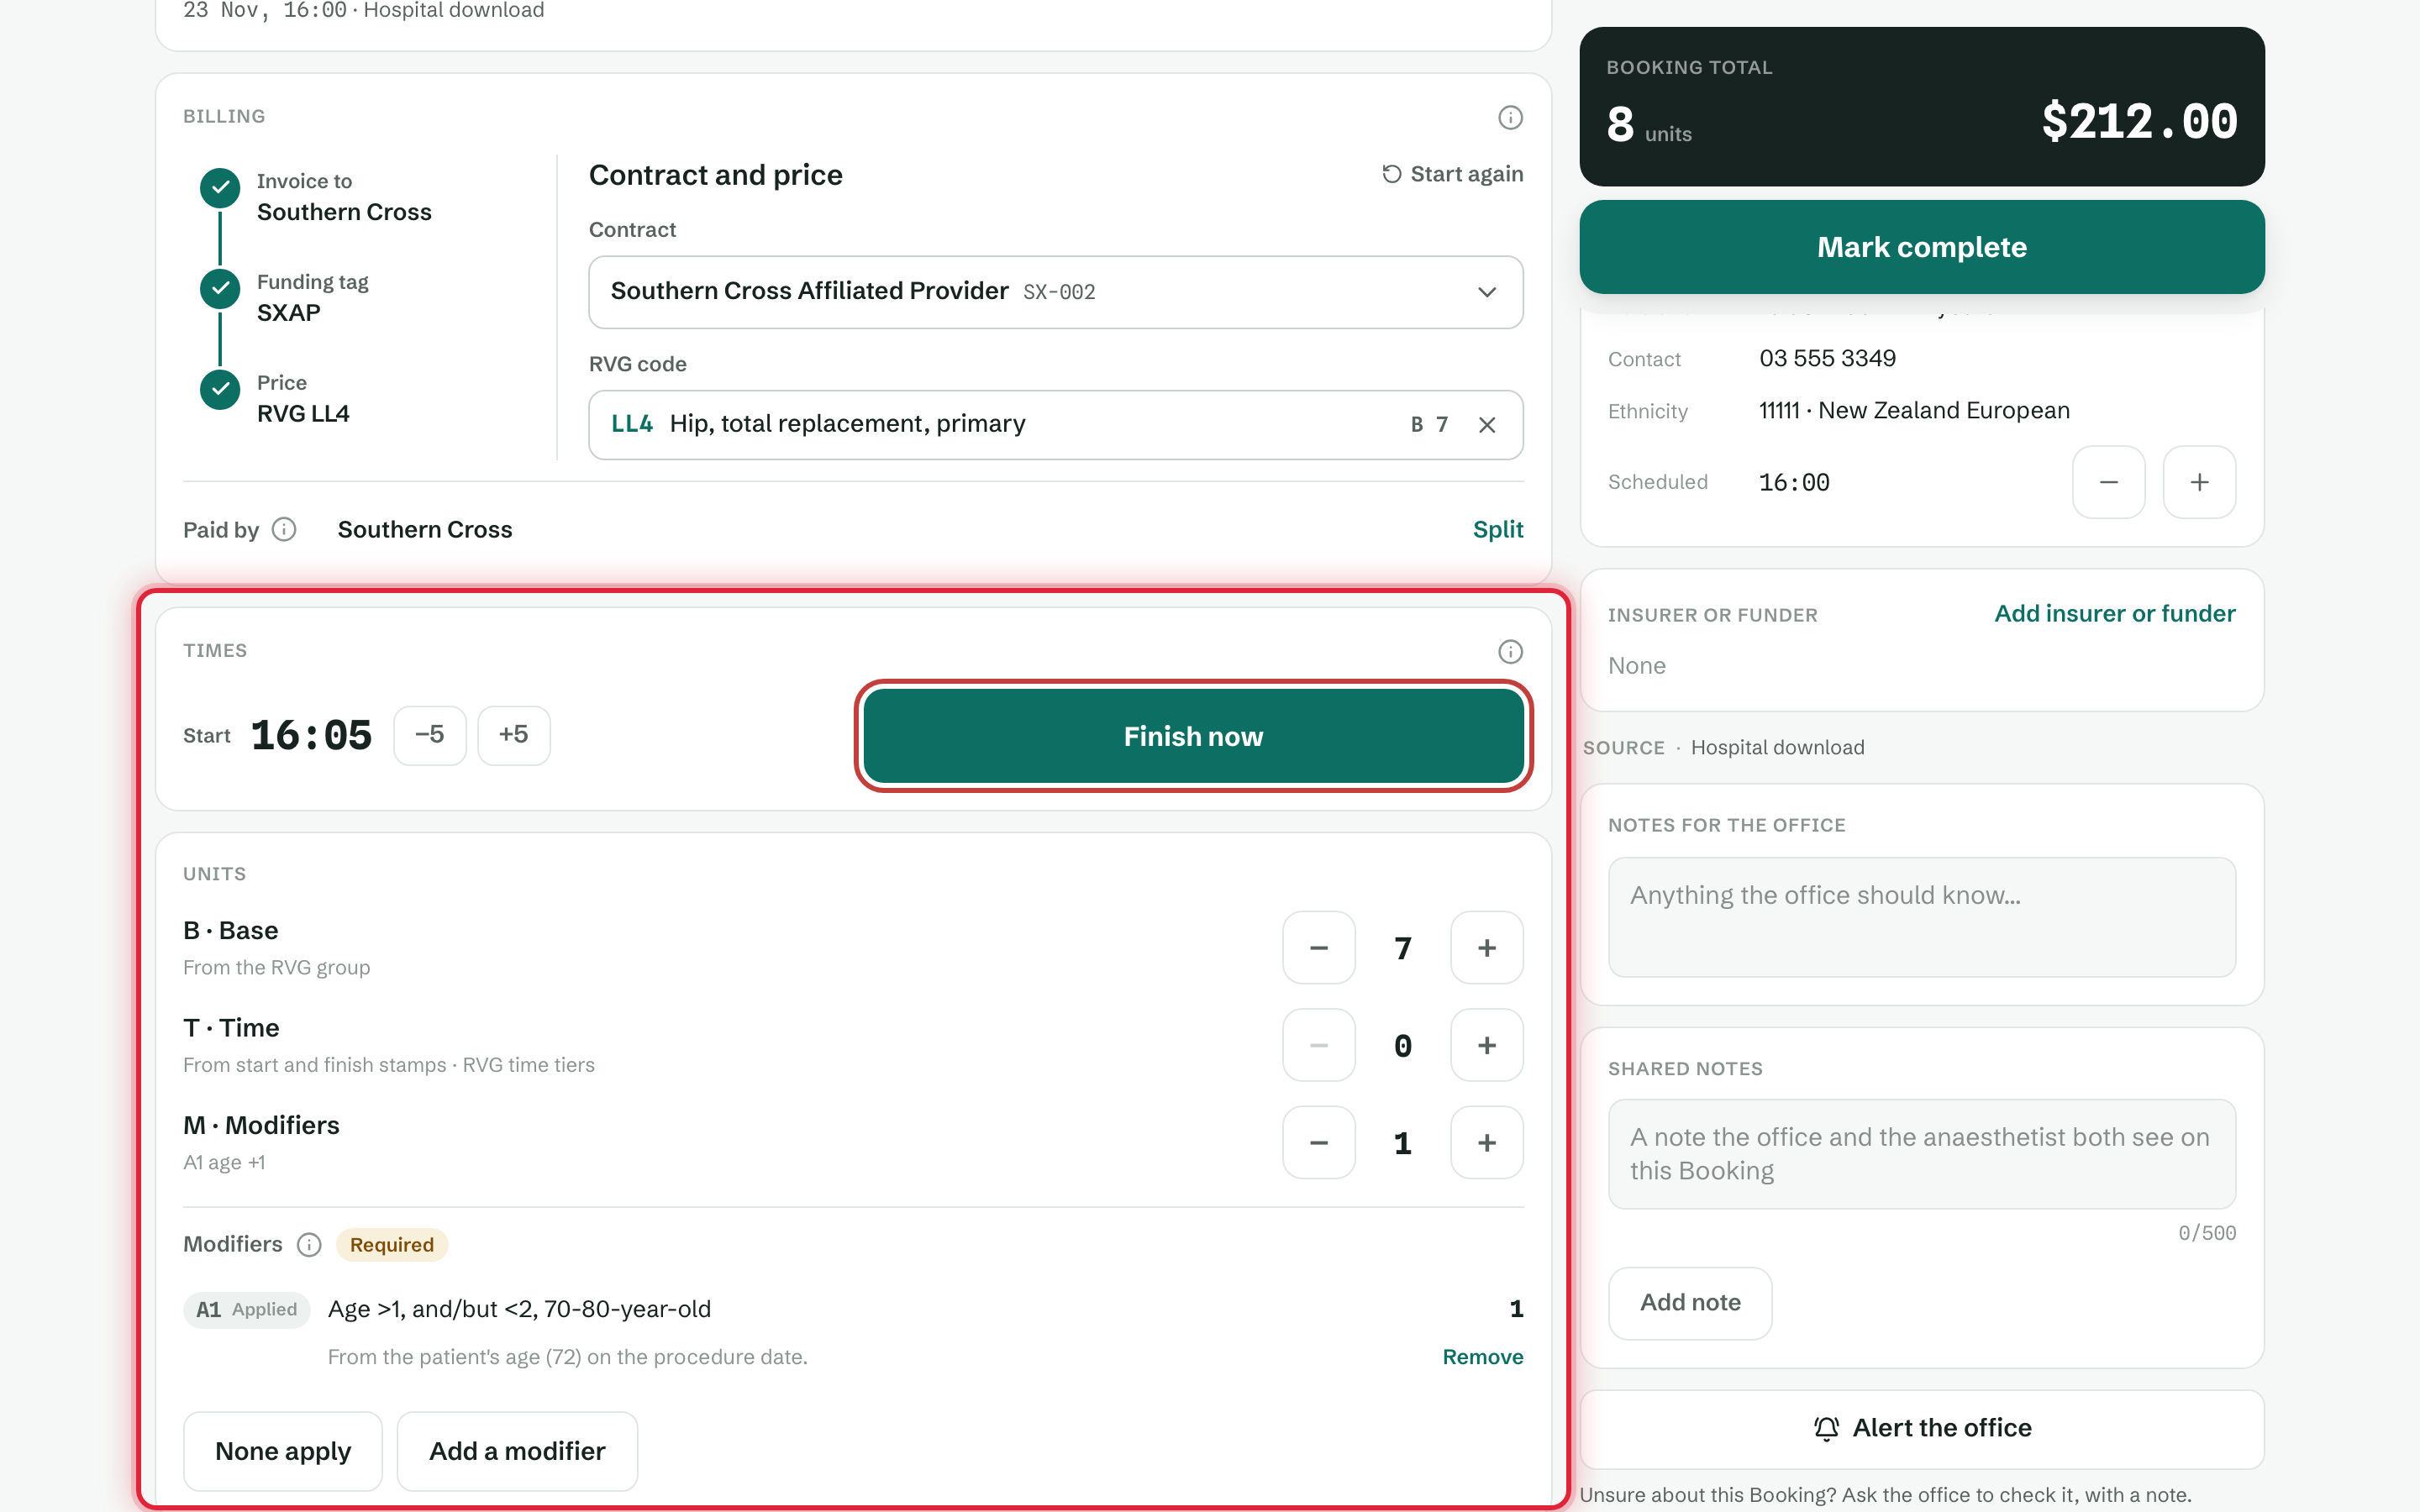 23 Nov, 16:00 · Hospital download
BILLING
Invoice to
Southern Cross
Funding tag
SXAP
Price
RVG LL4
Contract and price
Start again
Contract
Southern Cross Affiliated Provider SX-002
RVG code
LL4 Hip, total replacement, primary B 7
Paid by Southern Cross Split
TIMES
Start 16:05 −5 +5 Finish now
UNITS
B · Base
From the RVG group
− 7 +
T · Time
From start and finish stamps · RVG time tiers
− 0 +
M · Modifiers
A1 age +1
− 1 +
Modifiers Required
A1 Applied Age >1, and/but <2, 70-80-year-old 1
From the patient's age (72) on the procedure date. Remove
None apply Add a modifier
BOOKING TOTAL
8 units $212.00
Mark complete
Contact 03 555 3349
Ethnicity 11111 · New Zealand European
Scheduled 16:00 − +
INSURER OR FUNDER Add insurer or funder
None
SOURCE · Hospital download
NOTES FOR THE OFFICE
Anything the office should know...
SHARED NOTES
A note the office and the anaesthetist both see on
this Booking
0/500
Add note
Alert the office
Unsure about this Booking? Ask the office to check it, with a note.